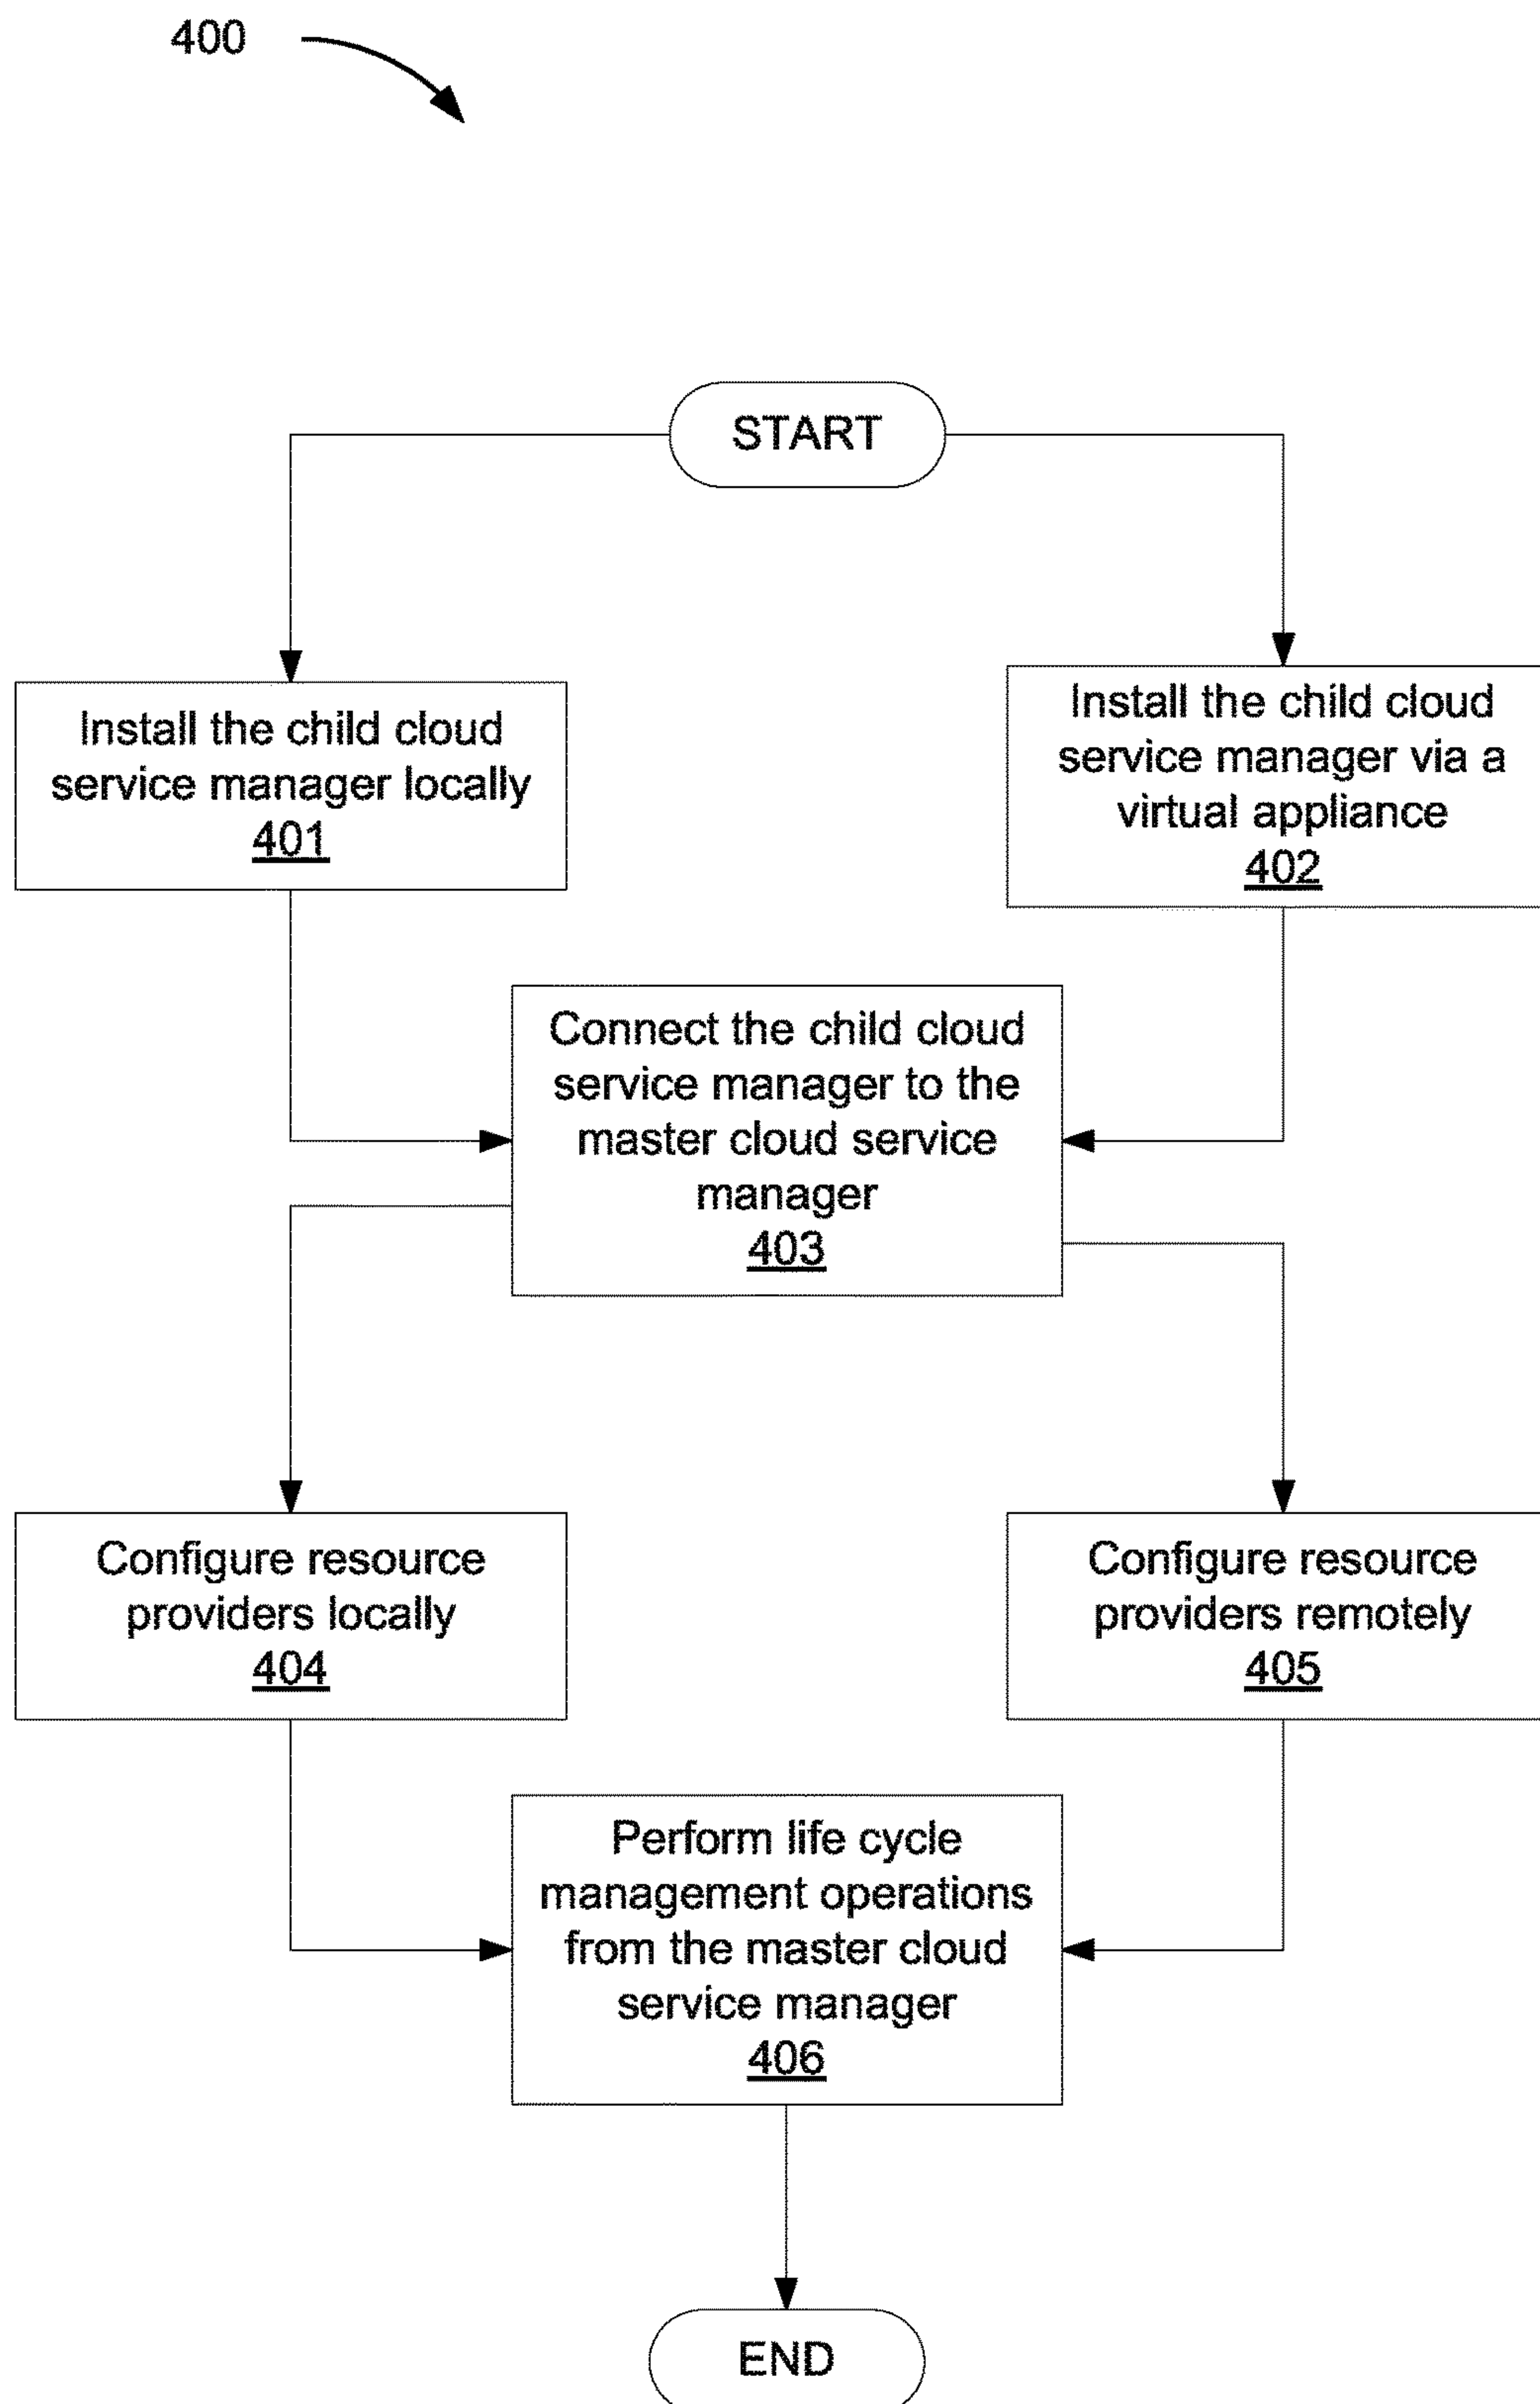 400
START
Install the child cloud
service manager locally
401
Install the child cloud
service manager via a
virtual appliance
402
Connect the child cloud
service manager to the
master cloud service
manager
403
Configure resource
providers locally
404
Configure resource
providers remotely
405
Perform life cycle
management operations
from the master cloud
service manager
406
END